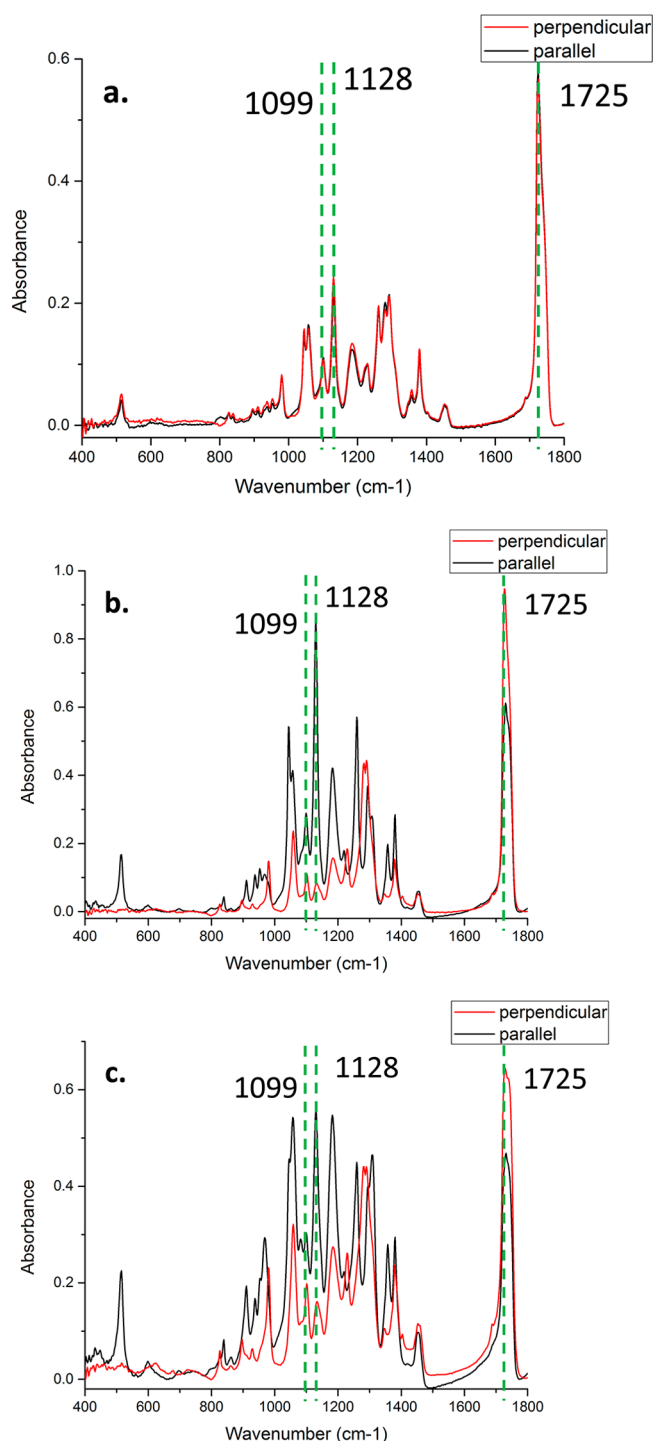 perpendicular
parallel
a.
1099
1128
1725
0.6
0.4
0.2
0.0
Absorbance
400 600 800 1000 1200 1400 1600 1800
Wavenumber (cm-1)
perpendicular
parallel
b.
1099
1128
1725
1.0
0.8
0.6
0.4
0.2
0.0
Absorbance
400 600 800 1000 1200 1400 1600 1800
Wavenumber (cm-1)
perpendicular
parallel
c.
1099
1128
1725
0.6
0.4
0.2
0.0
Absorbance
400 600 800 1000 1200 1400 1600 1800
Wavenumber (cm-1)